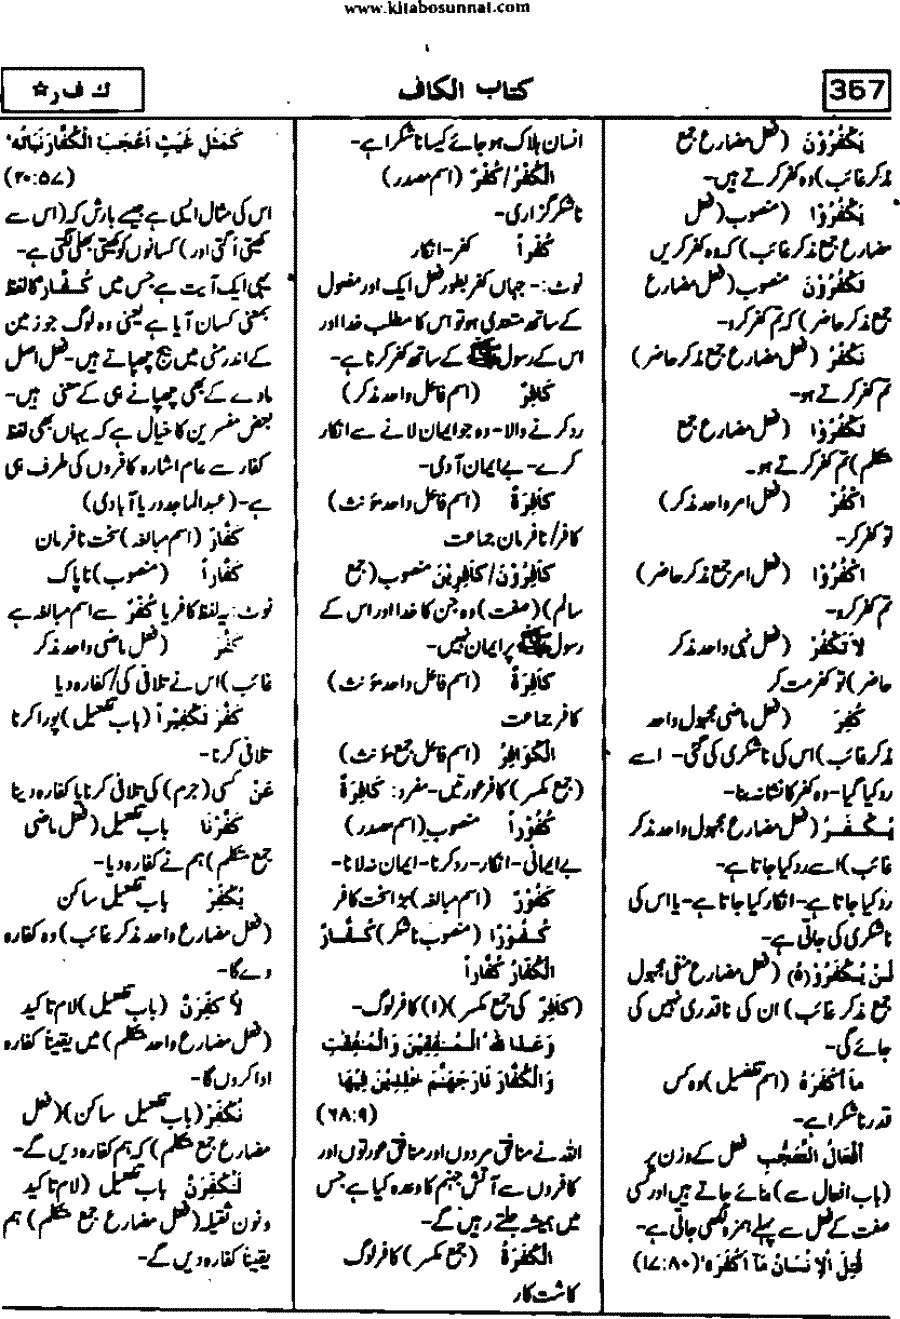 www.kitabosunnat.com
367
کتاب الکاف
ک ف ر ☆
یَکْفُرُوْنَ (فعل مضارع جمع
مذکر غائب) وہ کفر کرتے ہیں-
یَکْفُرُوْا (منصوب) (فعل
مضارع جمع مذکر غائب) کہ وہ کفر کریں
تَکْفُرُوْنَ منصوب (فعل مضارع
جمع مذکر حاضر) کہ تم کفر کرو-
تَکْفُرُ (فعل مضارع جمع مذکر حاضر)
تم کفر کرتے ہو-
تَکْفُرُوْا (فعل مضارع جمع
متکلم) تم کفر کرتے ہو-
اکْفُرْ (فعل امر واحد مذکر)
تو کفر کر-
اکْفُرُوْا (فعل امر جمع مذکر حاضر)
تم کفر کرو-
لَا تَکْفُرْ (فعل نہی واحد مذکر
حاضر) تو کفر مت کر
کُفِرَ (فعل ماضی مجہول واحد
مذکر غائب) اس کی ناشکری کی گئی- اسے
رد کیا گیا- وہ کفر کا نشانہ بنا-
یُکْفَرُ (فعل مضارع مجہول واحد مذکر
غائب) اسے رد کیا جاتا ہے-
رد کیا جاتا ہے- انکار کیا جاتا ہے- یا اس کی
ناشکری کی جاتی ہے-
لَنْ یُکْفَرُوْ(ہُ) (فعل مضارع منفی مجہول
جمع مذکر غائب) ان کی ناقدری نہیں کی
جائے گی-
مَا اَکْفَرَہٗ (اسم تفضیل) وہ کس
قدر ناشکرا ہے-
اَفْعَالُ التَّعَجُّبِ فعل کے وزن پر
(باب افعال سے) بنائے جاتے ہیں اور کسی
صفت کے فعل سے پہلے ہمزہ لکھی جاتی ہے-
قُتِلَ الْاِنْسَانُ مَآ اَکْفَرَہٗ (۱۷:۸۰)
انسان ہلاک ہو جائے کیسا ناشکرا ہے-
الکُفْرُ/کُفْرٌ (اسم مصدر)
ناشکر گزاری-
کُفْراً کفر- انکار
نوٹ:- جہاں کفر بطور فعل ایک اور مفعول
کے ساتھ متعدی ہو تو اس کا مطلب خدا اور
اس کے رسول ﷺ کے ساتھ کفر کرنا ہے-
کَافِرٌ (اسم فاعل واحد مذکر)
رد کرنے والا- وہ جو ایمان لانے سے انکار
کرے- بے ایمان آدمی-
کَافِرَۃٌ (اسم فاعل واحد مؤنث)
کافر/نافرمان جماعت
کَافِرُوْنَ/کَافِرِیْنَ منصوب (جمع
سالم) (صفت) وہ جن کا خدا اور اس کے
رسول ﷺ پر ایمان نہیں-
کَافِرَۃٌ (اسم فاعل واحد مؤنث)
کافر جماعت
الکَوَافِرُ (اسم فاعل جمع مؤنث)
(جمع مکسر) کافر عورتیں- مفرد: کَافِرَۃٌ
کُفُوْراً منصوب (اسم مصدر)
بے ایمانی- انکار- رد کرنا- ایمان نہ لانا-
کَفُوْرٌ (اسم مبالغہ) بڑا سخت کافر
کَفُوْرًا (منصوب ناشکر) کُفَّارٌ
الکُفَّارُ کُفَّاراً
(کَافِرٌ کی جمع مکسر) (۱) کافر لوگ-
وَعَدَ اللّٰہُ الْمُنٰفِقِیْنَ وَالْمُنٰفِقٰتِ
وَالْکُفَّارَ نَارَ جَهَنَّمَ خٰلِدِیْنَ فِیْهَا
(۶۸:۹)
اللہ نے منافق مردوں اور منافق عورتوں اور
کافروں سے آتش جہنم کا وعدہ کیا ہے جس
میں ہمیشہ جلتے رہیں گے-
الکَفَرَۃُ (جمع مکسر) کافر لوگ
کاشت کار
کَمَثَلِ غَیْثٍ اَعْجَبَ الْکُفَّارَ نَبَاتُہٗ
(۲۰:۵۷)
اس کی مثال ایسی ہے جیسے بارش کہ (اس سے
کھیتی اُگتی اور) کسانوں کو کھیتی بھلی لگتی ہے-
یہی ایک آیت ہے جس میں کُفَّار کا لفظ
بمعنی کسان آیا ہے یعنی وہ لوگ جو زمین
کے اندر مٹی میں بیج چھپاتے ہیں- فعل اصل
مادے کے بھی چھپانے ہی کے معنی ہیں-
بعض مفسرین کا خیال ہے کہ یہاں بھی لفظ
کفار سے عام اشارہ کافروں کی طرف ہی
ہے- (عبدالماجد دریا آبادی)
کَفَّارٌ (اسم مبالغہ) سخت نافرمان
کَفَّاراً (منصوب) ناپاک
نوٹ: یہ لفظ کافر یا کُفْرٌ سے اسم مبالغہ ہے
کَفَّرَ (فعل ماضی واحد مذکر
غائب) اس نے تلافی کی/کفارہ دیا
کَفَّرَ تَکْفِیْراً (باب تفعیل) پورا کرنا
تلافی کرنا-
عَنْ کسی (جرم) کی تلافی کرنا یا کفارہ دینا
کَفَّرْنَا باب تفعیل (فعل ماضی
جمع متکلم) ہم نے کفارہ دیا-
یُکَفِّرْ باب تفعیل ساکن
(فعل مضارع واحد مذکر غائب) وہ کفارہ
دے گا-
لَاُکَفِّرَنَّ (باب تفعیل) لام تاکید
(فعل مضارع واحد متکلم) میں یقیناً کفارہ
ادا کروں گا-
نُکَفِّرْ (باب تفعیل ساکن) (فعل
مضارع جمع متکلم) کہ ہم کفارہ دیں گے-
لَنُکَفِّرَنَّ باب تفعیل (لام تاکید
و نون ثقیلہ (فعل مضارع جمع متکلم) ہم
یقیناً کفارہ دیں گے-